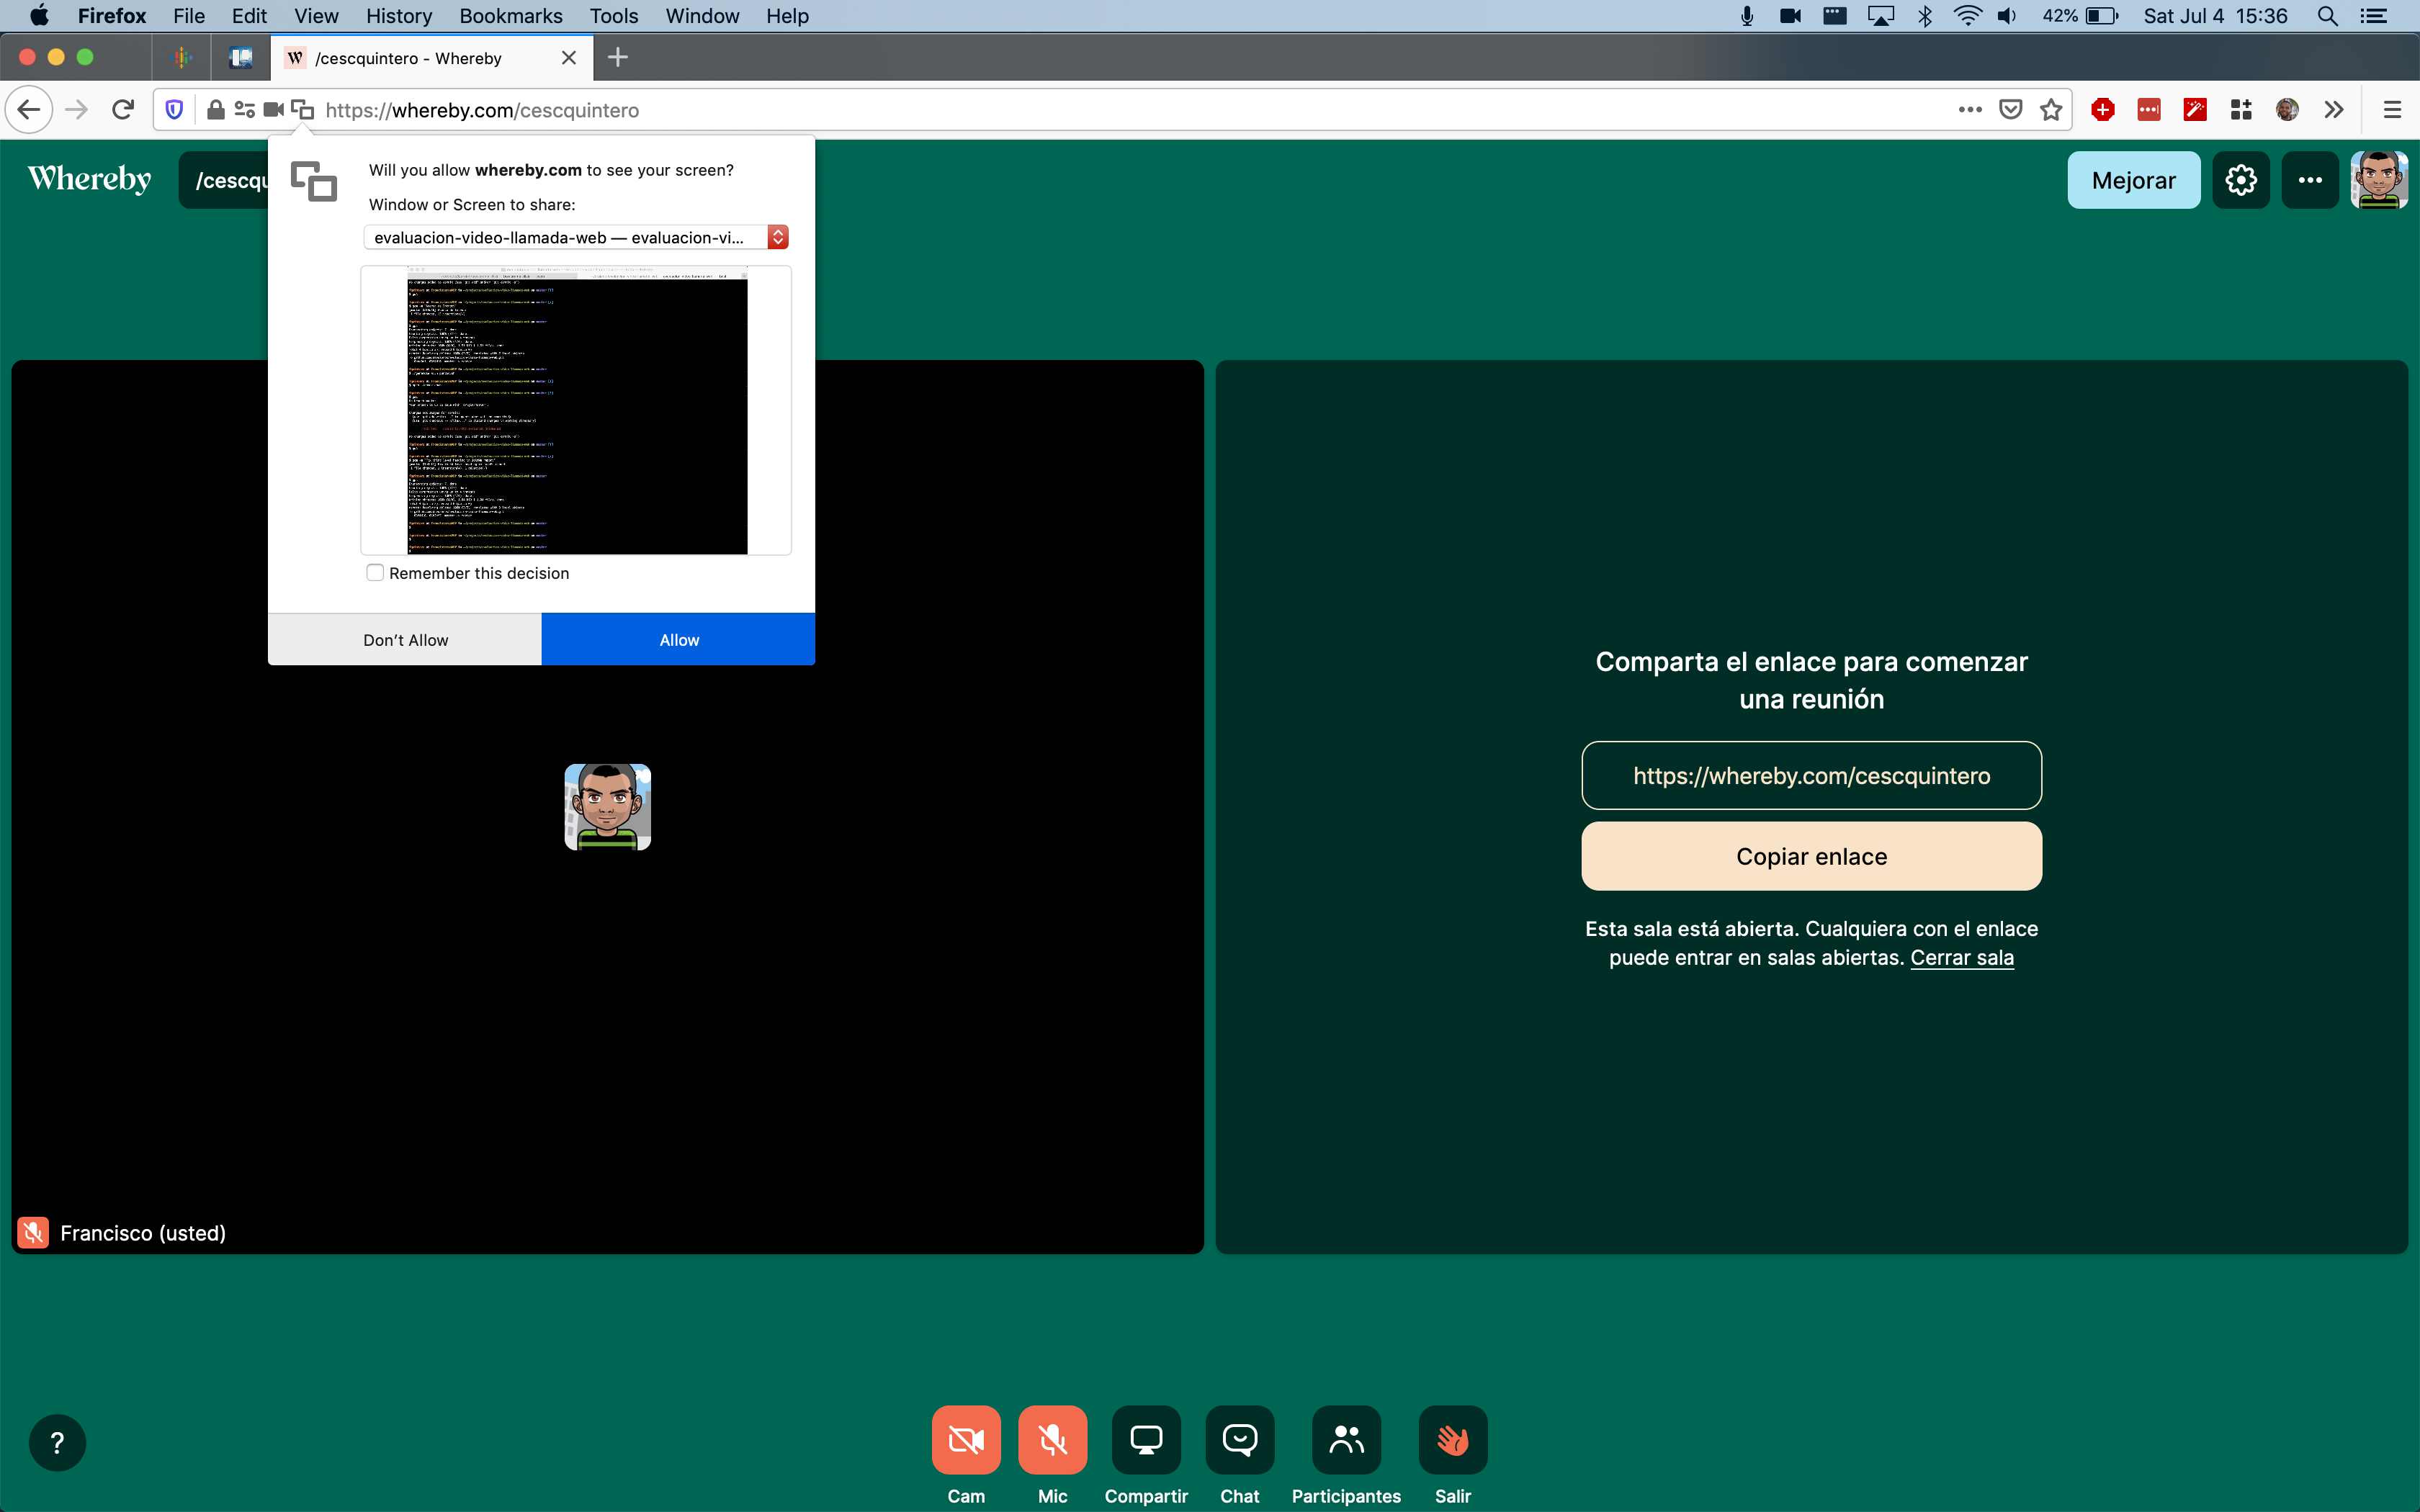 Firefox File Edit View History Bookmarks Tools Window Help 42% Sat Jul 4 15:36
W /cescquintero - Whereby
https://whereby.com/cescquintero
Whereby /cescqu Mejorar
Will you allow whereby.com to see your screen?
Window or Screen to share:
evaluacion-video-llamada-web — evaluacion-vi...
Remember this decision
Don't Allow Allow
Comparta el enlace para comenzar
una reunión
https://whereby.com/cescquintero
Copiar enlace
Esta sala está abierta. Cualquiera con el enlace
puede entrar en salas abiertas. Cerrar sala
Francisco (usted)
?
Cam Mic Compartir Chat Participantes Salir